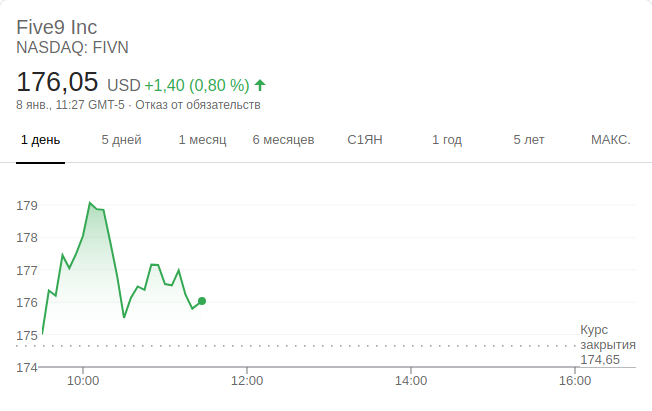 Five9 Inc
NASDAQ: FIVN
176,05 USD +1,40 (0,80 %)
8 янв., 11:27 GMT-5 · Отказ от обязательств
1 день 5 дней 1 месяц 6 месяцев С1ЯН 1 год 5 лет МАКС.
179
178
177
176
175
Курс
закрытия
174,65
174
10:00 12:00 14:00 16:00